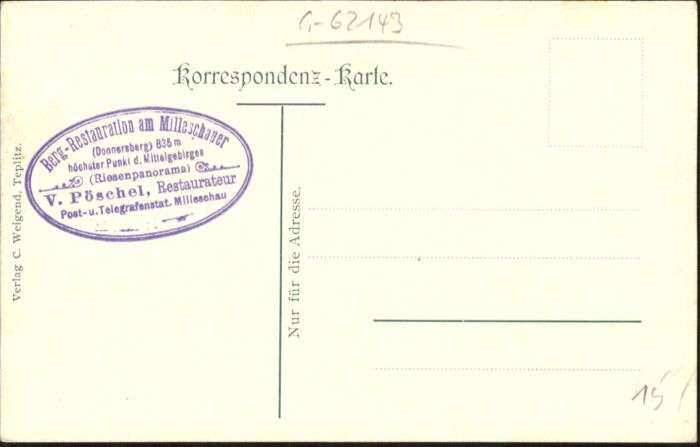 G-62143
Korrespondenz-Karte.
Berg-Restauration am Milleschauer
(Donnersberg) 835 m
höchster Punkt d. Mittelgebirges
(Riesenpanorama)
V. Pöschel, Restaurateur
Post- u. Telegrafenstat. Milleschau
Verlag C. Weigend, Teplitz.
Nur für die Adresse.
15